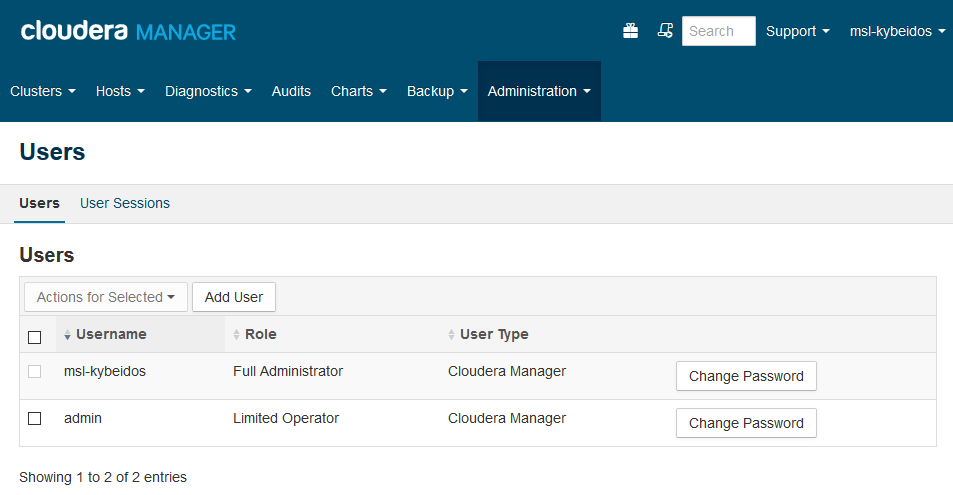 cloudera MANAGER
Search Support msl-kybeidos
Clusters Hosts Diagnostics Audits Charts Backup Administration
Users
Users User Sessions
Users
Actions for Selected Add User
Username Role User Type
msl-kybeidos Full Administrator Cloudera Manager Change Password
admin Limited Operator Cloudera Manager Change Password
Showing 1 to 2 of 2 entries